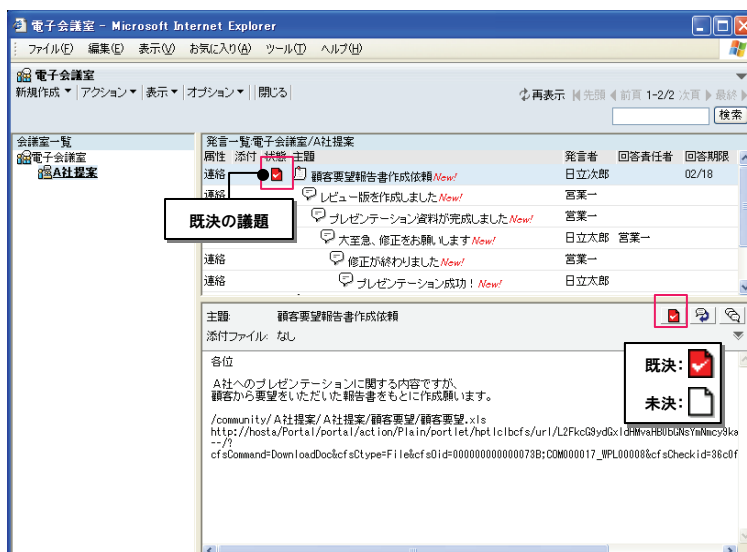 電子会議室 - Microsoft Internet Explorer
ファイル(F) 編集(E) 表示(V) お気に入り(A) ツール(T) ヘルプ(H)
電子会議室
新規作成 アクション 表示 オプション 閉じる
再表示 先頭 前頁 1-2/2 次頁 最終
検索
会議室一覧
電子会議室
A社提案
発言一覧:電子会議室/A社提案
属性 添付 状態 主題 発言者 回答責任者 回答期限
連絡 顧客要望報告書作成依頼New! 日立次郎 02/18
連絡 レビュー版を作成しましたNew! 営業一
プレゼンテーション資料が完成しましたNew! 営業一
大至急、修正をお願いしますNew! 日立太郎 営業一
連絡 修正が終わりましたNew! 営業一
連絡 プレゼンテーション成功!New! 日立太郎
既決の議題
主題: 顧客要望報告書作成依頼
添付ファイル: なし
既決:
未決:
各位
A社へのプレゼンテーションに関する内容ですが、
顧客から要望をいただいた報告書をもとに作成願います。
/community/A社提案/A社提案/顧客要望/顧客要望.xls
--/?